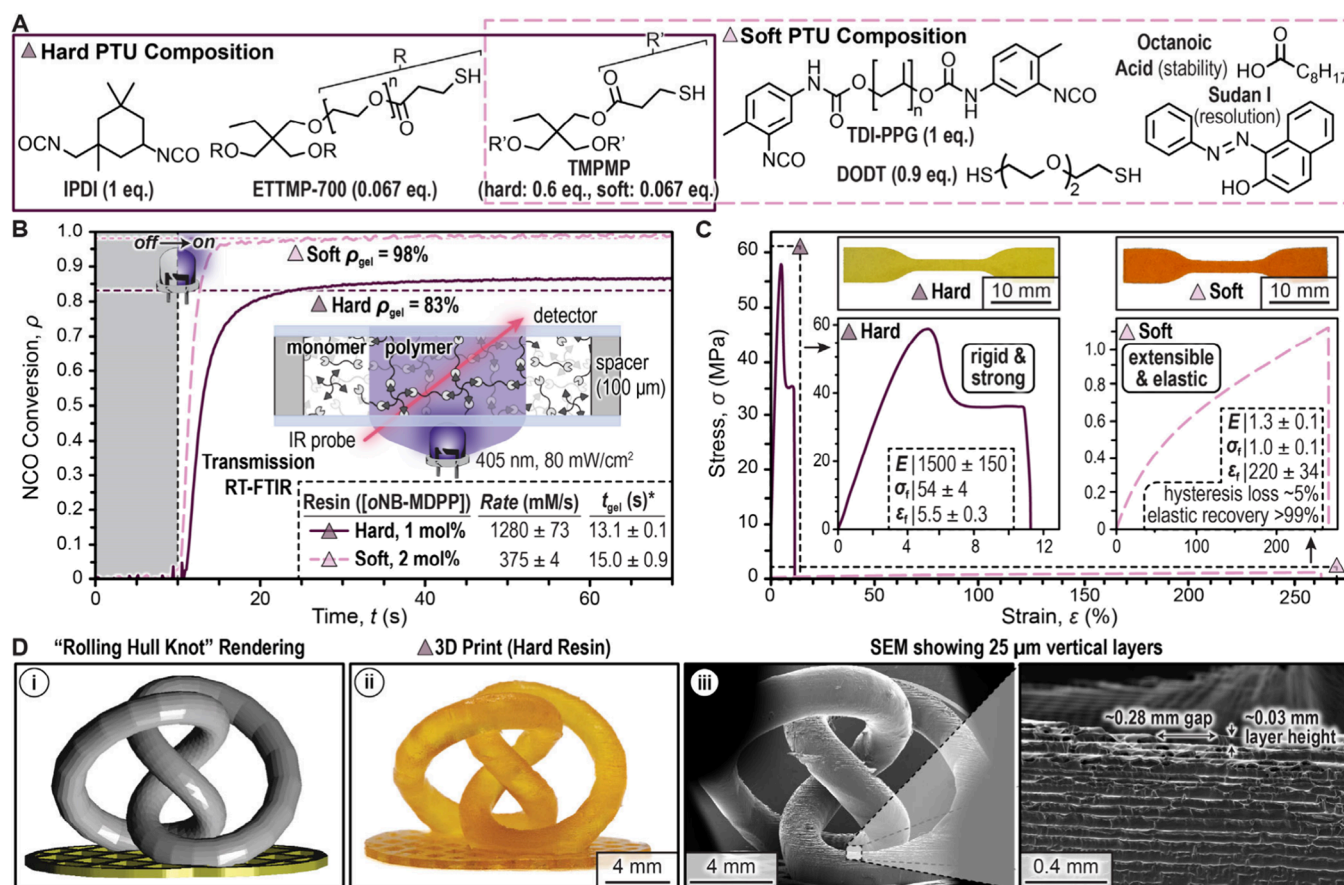 A
Hard PTU Composition
R
n
O
O
O
SH
RO
OR
OCN
NCO
IPDI (1 eq.)
ETTMP-700 (0.067 eq.)
R'
O
O
SH
R'O
OR'
TMPMP
(hard: 0.6 eq., soft: 0.067 eq.)
Soft PTU Composition
H
N
O
O
n
O
O
N
H
NCO
NCO
TDI-PPG (1 eq.)
DODT (0.9 eq.)
HS
O
2
SH
Octanoic
Acid (stability)
O
HO
C8H17
Sudan I
(resolution)
N
N
HO
B
off
on
Soft ρgel = 98%
Hard ρgel = 83%
monomer
polymer
detector
spacer
(100 μm)
IR probe
405 nm, 80 mW/cm²
Transmission
RT-FTIR
Resin ([oNB-MDPP]) Rate (mM/s) tgel (s)*
Hard, 1 mol% 1280 ± 73 13.1 ± 0.1
Soft, 2 mol% 375 ± 4 15.0 ± 0.9
NCO Conversion, ρ
1.0
0.9
0.8
0.7
0.6
0.5
0.4
0.3
0.2
0.1
0
0 20 40 60
Time, t (s)
C
Stress, σ (MPa)
60
50
40
30
20
10
0
0 50 100 150 200 250
Strain, ε (%)
Hard
10 mm
Soft
10 mm
Hard
60
40
20
0
0 4 8 12
rigid &
strong
E|1500 ± 150
σf|54 ± 4
εf|5.5 ± 0.3
Soft
1.2
1.0
0.8
0.6
0.4
0.2
0
0 100 200
extensible
& elastic
E|1.3 ± 0.1
σf|1.0 ± 0.1
εf|220 ± 34
hysteresis loss ~5%
elastic recovery >99%
D
"Rolling Hull Knot" Rendering
3D Print (Hard Resin)
SEM showing 25 μm vertical layers
i
ii
4 mm
iii
4 mm
~0.28 mm
gap
~0.03 mm
layer height
0.4 mm